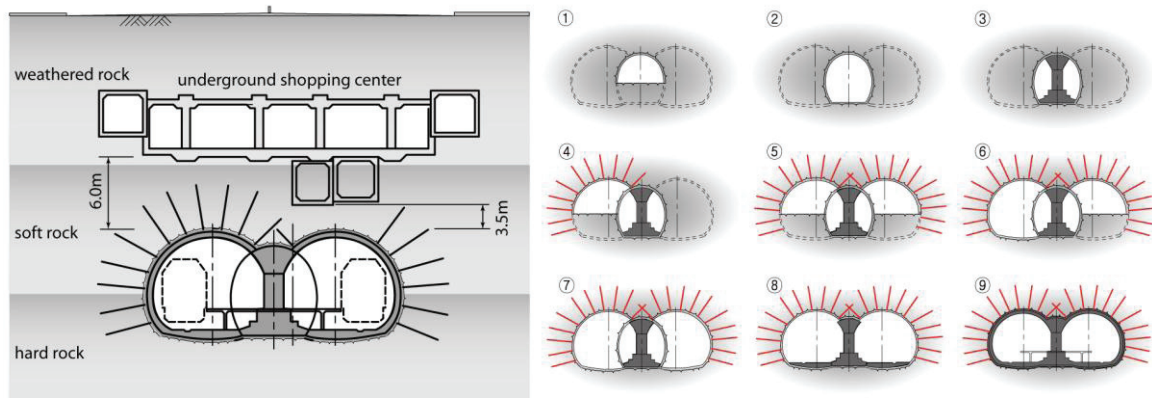 weathered rock
underground shopping center
6.0m
soft rock
3.5m
hard rock
①
②
③
④
⑤
⑥
⑦
⑧
⑨